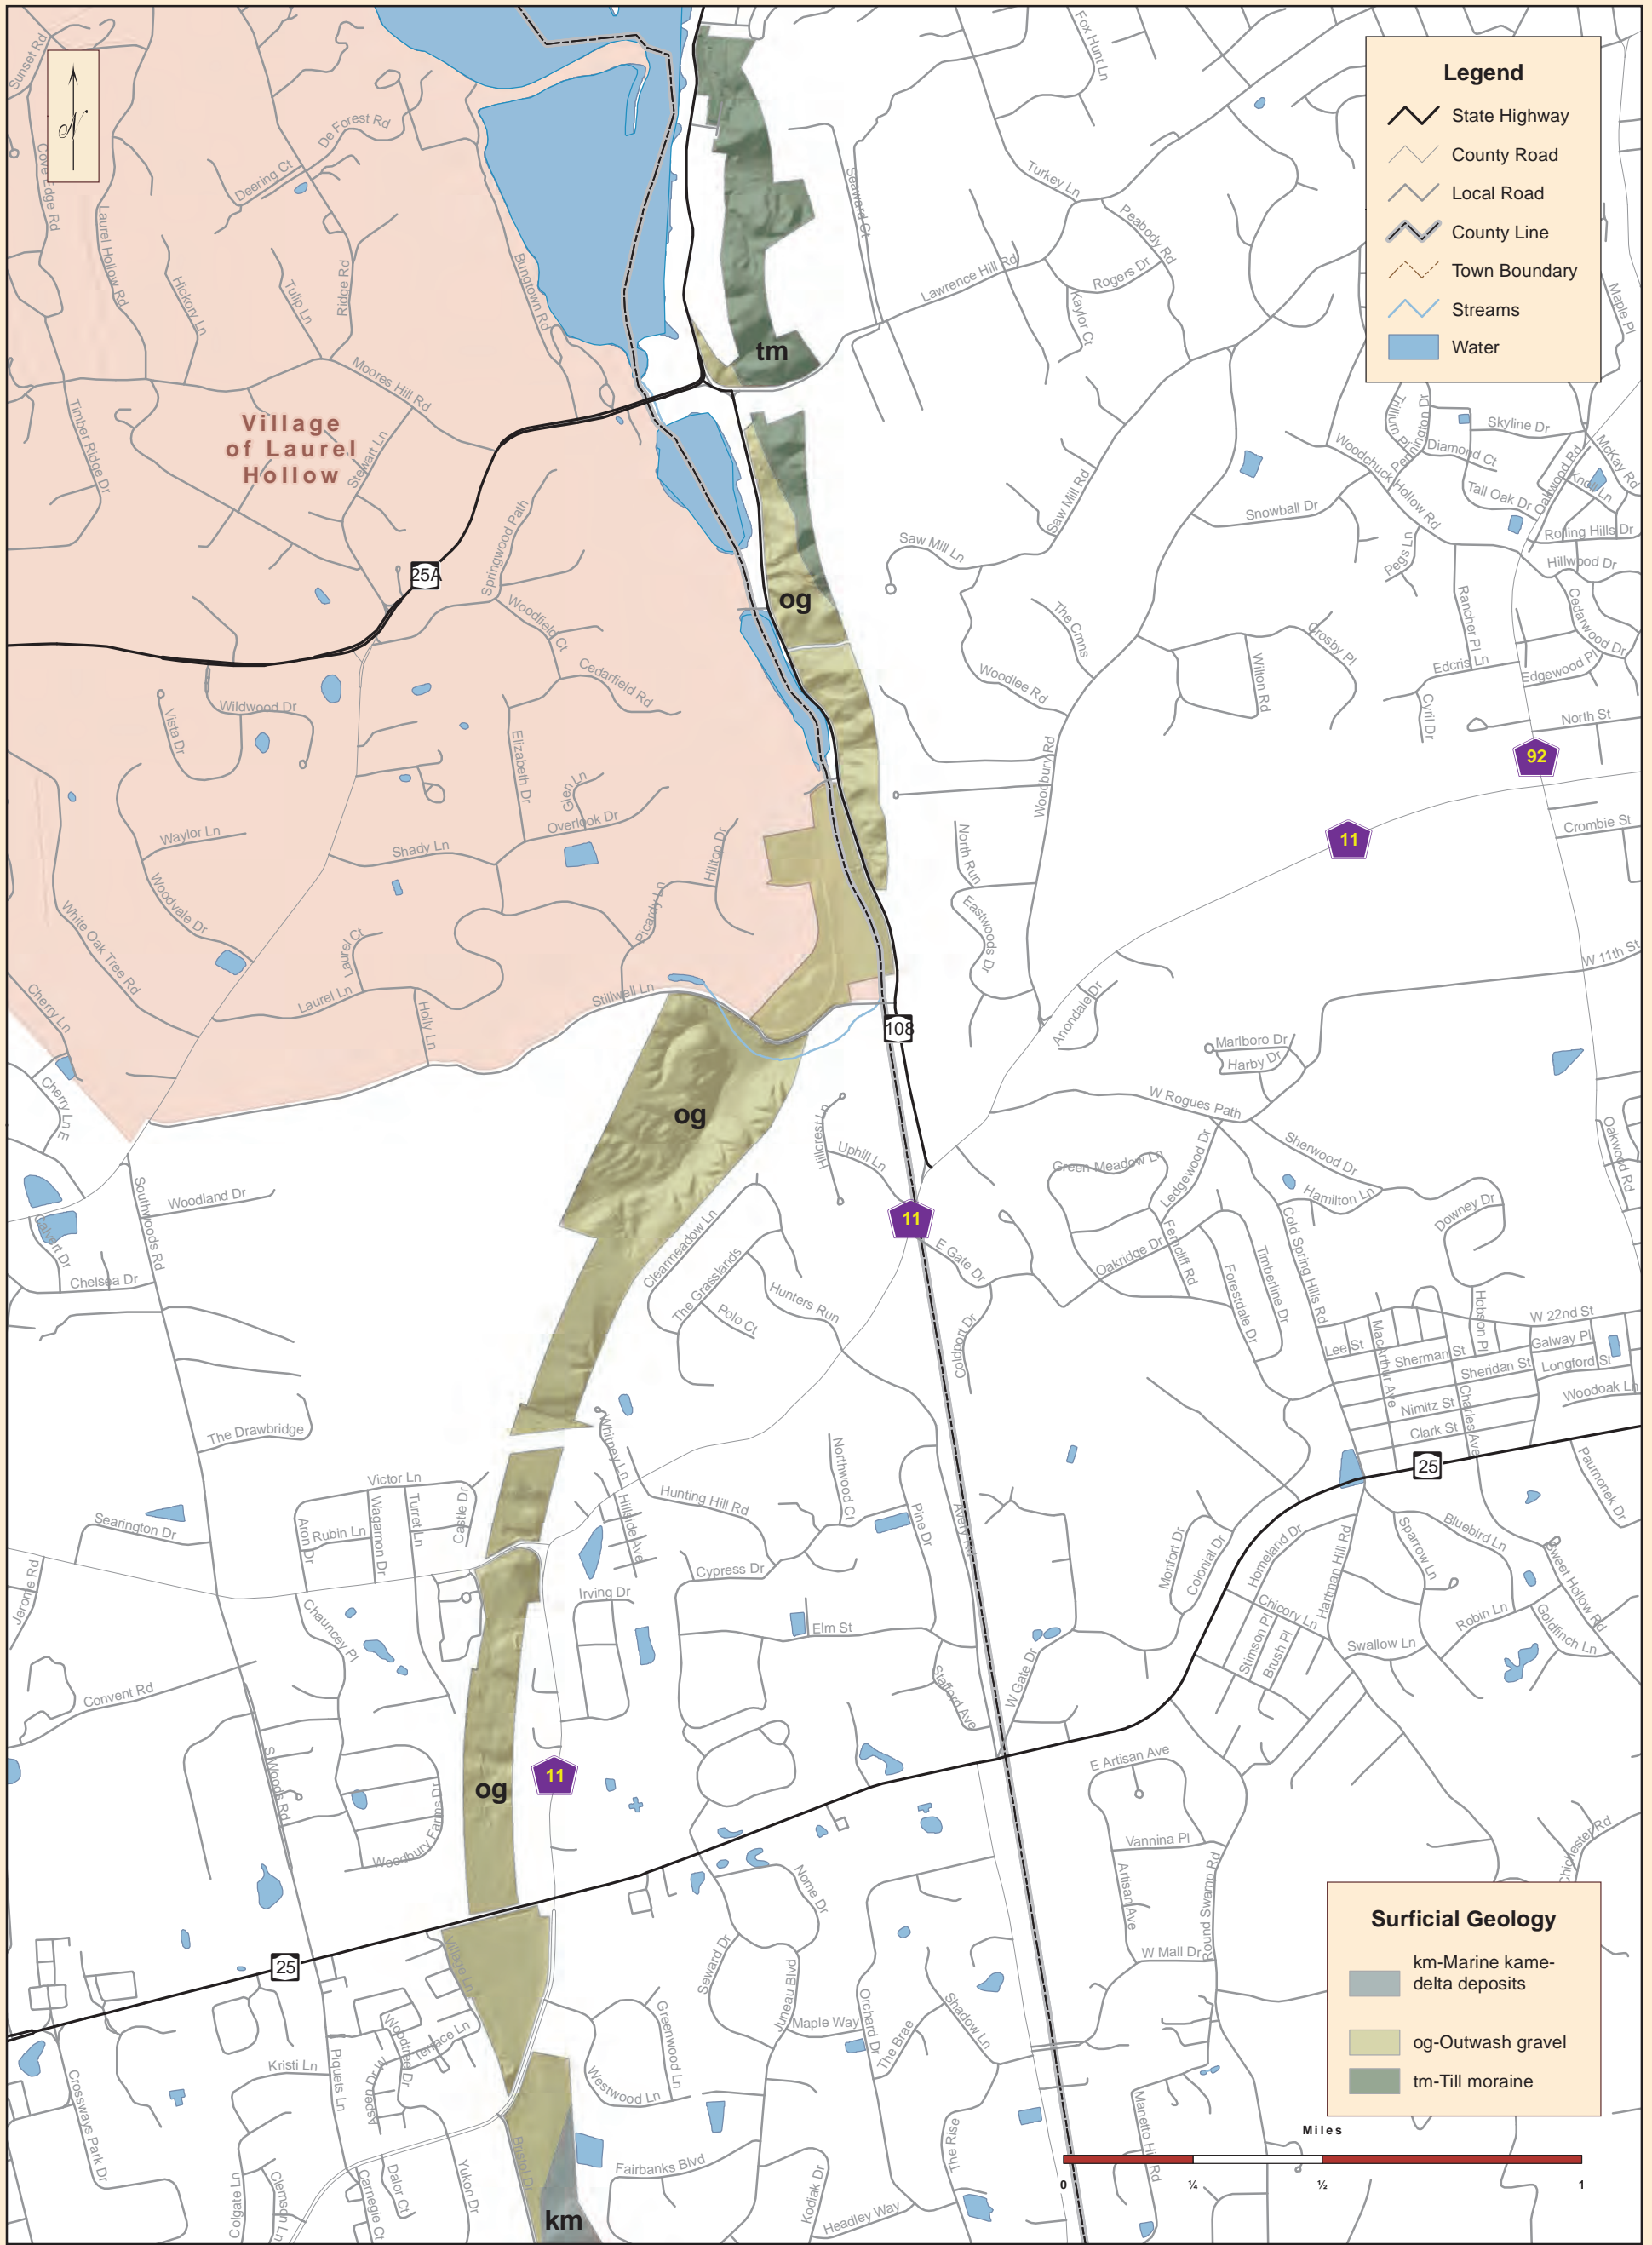 Sunset Rd
Cove Edge Rd
Laurel Hollow Rd
De Forest Rd
Deering Ct
Hickory Ln
Tulip Ln
Ridge Rd
Bungtown Rd
Moores Hill Rd
Timber Ridge Dr
Stewart Ln
Village
of Laurel
Hollow
25A
Springwood Path
Woodfield Ct
Cedarfield Rd
Wildwood Dr
Vista Dr
Elizabeth Dr
Glen Ln
Overlook Dr
Waylor Ln
Shady Ln
Hilltop Dr
Woodvale Dr
White Oak Tree Rd
Picardy Ln
Laurel Ct
Laurel Ln
Stillwell Ln
Holly Ln
Cherry Ln
Cherry Ln E
Fox Hunt Ln
Seaward Ct
Turkey Ln
Peabody Rd
Lawrence Hill Rd
Rogers Dr
Kaylor Ct
tm
Legend
State Highway
County Road
Local Road
County Line
Town Boundary
Streams
Water
Maple Pl
Trillium Pl
Pennington Dr
Skyline Dr
Diamond Ct
Woodchuck Hollow Rd
Tall Oak Dr
Oakwood Rd
McKay Rd
Knoll Ln
Rolling Hills Dr
Hillwood Dr
Snowball Dr
Saw Mill Rd
Saw Mill Ln
Pegs Ln
Rancher Pl
Cedarwood Dr
og
The Cmns
Crosby Pl
Wilton Rd
Edcris Ln
Edgewood Pl
Cyril Dr
North St
Woodlee Rd
Woodbury Rd
92
11
Crombie St
North Run
Eastwoods Dr
W 11th St
Anondale Dr
108
Marlboro Dr
Harby Dr
W Rogues Path
og
Hillcrest Ln
Uphill Ln
Sherwood Dr
Oakwood Rd
Green Meadow Ln
Ledgewood Dr
Hamilton Ln
Downey Dr
Woodland Dr
Southwoods Rd
Calvert Dr
Chelsea Dr
11
E Gate Dr
Clearmeadow Ln
The Grasslands
Hunters Run
Polo Ct
Coldport Dr
Oakridge Dr
Ferncliff Rd
Forestdale Dr
Timberline Dr
Cold Spring Hills Rd
Hobson Pl
W 22nd St
Lee St
MacArthur Ave
Sherman St
Galway Pl
Sheridan St
Longford St
Nimitz St
Charles Ave
Woodoak Ln
Clark St
25
The Drawbridge
Whitney Ln
Northwood Ct
Victor Ln
Hunting Hill Rd
Pine Dr
Avery Rd
Paumonek Dr
Searington Dr
Aron Dr
Rubin Ln
Wagamon Dr
Turret Ln
Castle Dr
Hillside Ave
Cypress Dr
Irving Dr
Monfort Dr
Colonial Dr
Homeland Dr
Hartman Hill Rd
Sparrow Ln
Bluebird Ln
Sweet Hollow Rd
Jerome Rd
Chauncey Pl
Elm St
Chicory Ln
Stimson Pl
Brush Pl
Swallow Ln
Robin Ln
Goldfinch Ln
Convent Rd
Stafford Ave
W Gate Dr
S Woods Rd
og
11
Woodbury Farms Dr
E Artisan Ave
Vannina Pl
Artisan Ave
Round Swamp Rd
W Mall Dr
Chichester Rd
Nome Dr
Seward Dr
Juneau Blvd
Maple Way
Orchard Dr
The Brae
Shadow Ln
25
Village Ln
Greenwood Ln
Westwood Ln
Woodtree Dr
Terrace Ln
Aspen Dr W
Kristi Ln
Piquets Ln
Crossways Park Dr
Surficial Geology
km-Marine kame-
delta deposits
og-Outwash gravel
tm-Till moraine
Miles
0 ¼ ½ 1
Manetto Hill Rd
The Rise
Fairbanks Blvd
Kodiak Dr
Headley Way
Bristol Dr
Yukon Dr
Dalor Ct
Carnegie Ct
Clemson Ln
Colgate Ln
km